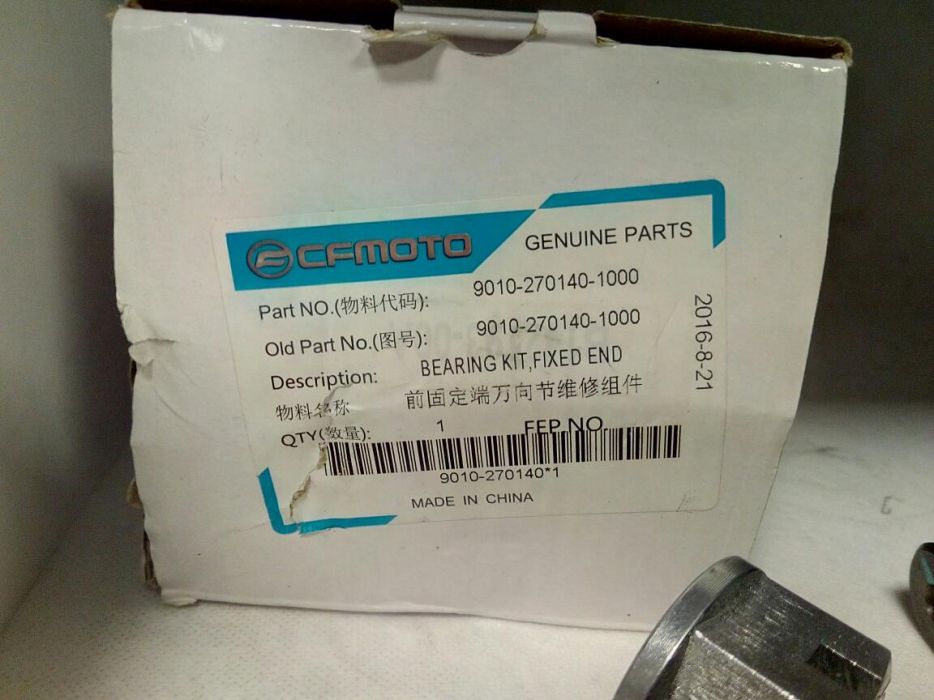 CFMOTO GENUINE PARTS
Part NO.(物料代码): 9010-270140-1000
Old Part No.(图号): 9010-270140-1000
Description: BEARING KIT,FIXED END
物料名称 前固定端万向节维修组件
QTY(数量): 1 FEP NO.
9010-270140*1
MADE IN CHINA
2016-8-21